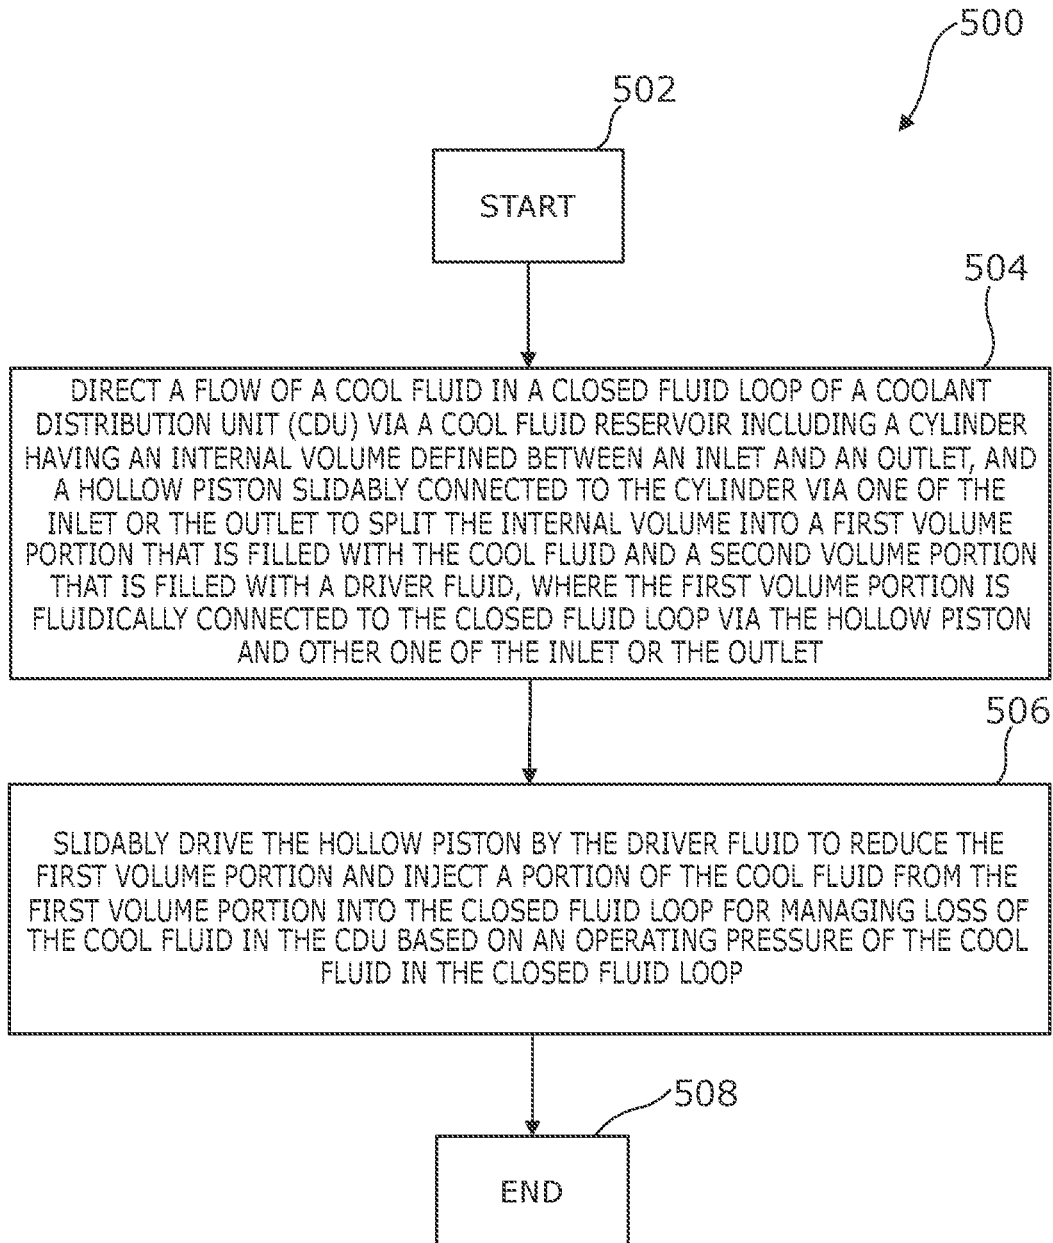 500
502
START
504
DIRECT A FLOW OF A COOL FLUID IN A CLOSED FLUID LOOP OF A COOLANT
DISTRIBUTION UNIT (CDU) VIA A COOL FLUID RESERVOIR INCLUDING A CYLINDER
HAVING AN INTERNAL VOLUME DEFINED BETWEEN AN INLET AND AN OUTLET, AND
A HOLLOW PISTON SLIDABLY CONNECTED TO THE CYLINDER VIA ONE OF THE
INLET OR THE OUTLET TO SPLIT THE INTERNAL VOLUME INTO A FIRST VOLUME
PORTION THAT IS FILLED WITH THE COOL FLUID AND A SECOND VOLUME PORTION
THAT IS FILLED WITH A DRIVER FLUID, WHERE THE FIRST VOLUME PORTION IS
FLUIDICALLY CONNECTED TO THE CLOSED FLUID LOOP VIA THE HOLLOW PISTON
AND OTHER ONE OF THE INLET OR THE OUTLET
506
SLIDABLY DRIVE THE HOLLOW PISTON BY THE DRIVER FLUID TO REDUCE THE
FIRST VOLUME PORTION AND INJECT A PORTION OF THE COOL FLUID FROM THE
FIRST VOLUME PORTION INTO THE CLOSED FLUID LOOP FOR MANAGING LOSS OF
THE COOL FLUID IN THE CDU BASED ON AN OPERATING PRESSURE OF THE COOL
FLUID IN THE CLOSED FLUID LOOP
508
END